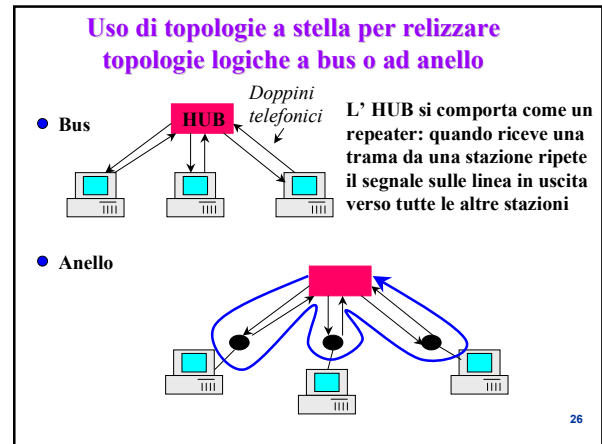 Uso di topologie a stella per relizzare
topologie logiche a bus o ad anello
Bus
HUB
Doppini
telefonici
L' HUB si comporta come un
repeater: quando riceve una
trama da una stazione ripete
il segnale sulle linea in uscita
verso tutte le altre stazioni
Anello
26